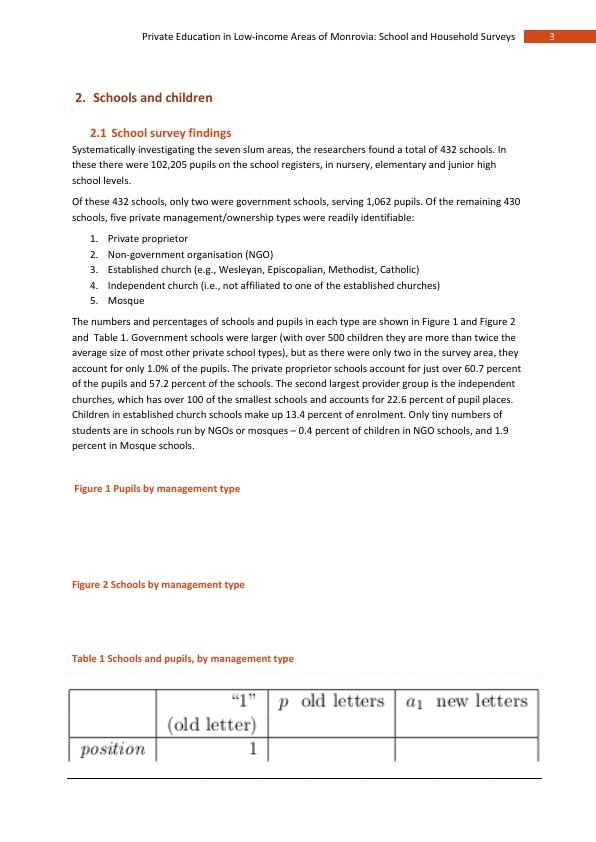 Private Education in Low-income Areas of Monrovia: School and Household Surveys 3
2. Schools and children
2.1 School survey findings
Systematically investigating the seven slum areas, the researchers found a total of 432 schools. In
these there were 102,205 pupils on the school registers, in nursery, elementary and junior high
school levels.
Of these 432 schools, only two were government schools, serving 1,062 pupils. Of the remaining 430
schools, five private management/ownership types were readily identifiable:
1. Private proprietor
2. Non-government organisation (NGO)
3. Established church (e.g., Wesleyan, Episcopalian, Methodist, Catholic)
4. Independent church (i.e., not affiliated to one of the established churches)
5. Mosque
The numbers and percentages of schools and pupils in each type are shown in Figure 1 and Figure 2
and Table 1. Government schools were larger (with over 500 children they are more than twice the
average size of most other private school types), but as there were only two in the survey area, they
account for only 1.0% of the pupils. The private proprietor schools account for just over 60.7 percent
of the pupils and 57.2 percent of the schools. The second largest provider group is the independent
churches, which has over 100 of the smallest schools and accounts for 22.6 percent of pupil places.
Children in established church schools make up 13.4 percent of enrolment. Only tiny numbers of
students are in schools run by NGOs or mosques – 0.4 percent of children in NGO schools, and 1.9
percent in Mosque schools.
Figure 1 Pupils by management type
Figure 2 Schools by management type
Table 1 Schools and pupils, by management type
“1” p old letters a₁ new letters
(old letter)
position 1